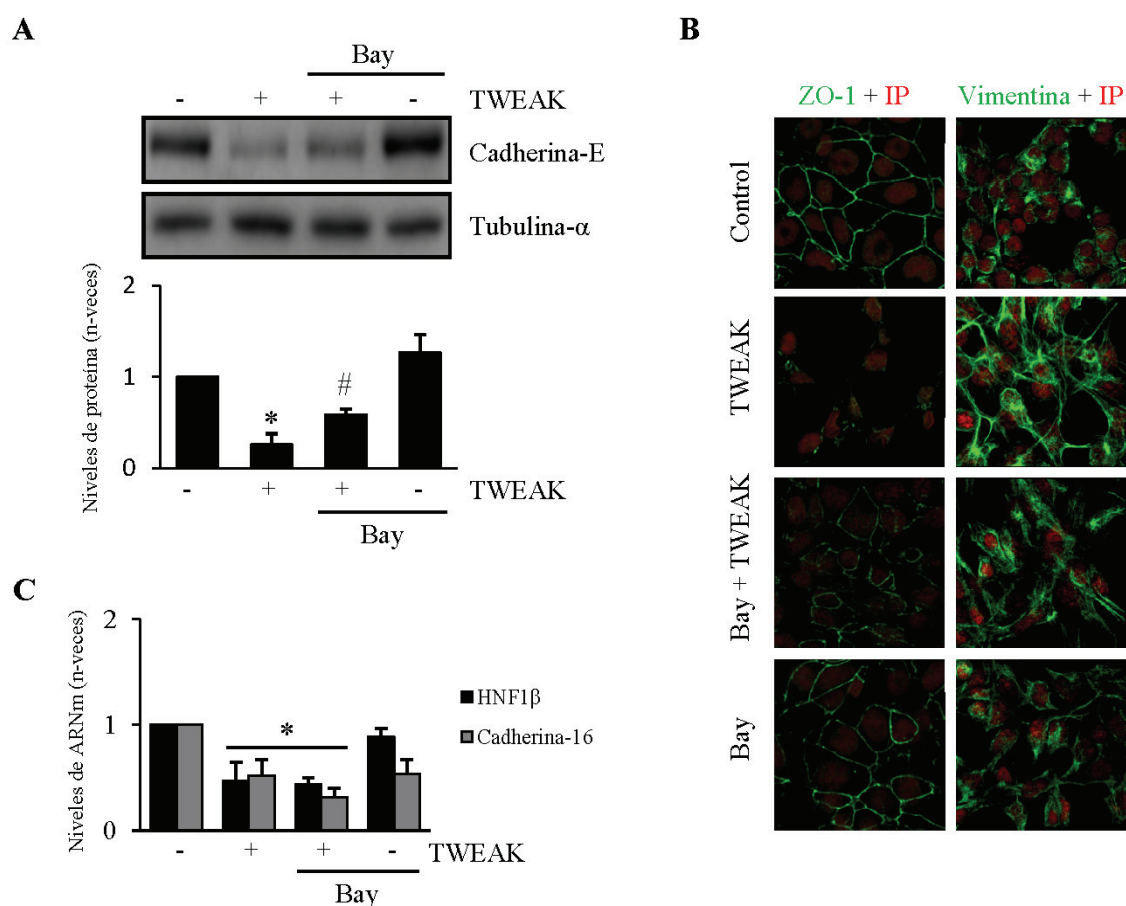 A
Bay
- + + - TWEAK
Cadherina-E
Tubulina-α
Niveles de proteína (n-veces)
2
1
0
* #
- + + - TWEAK
Bay
B
ZO-1 + IP Vimentina + IP
Control
TWEAK
Bay + TWEAK
Bay
C
Niveles de ARNm (n-veces)
2
1
0
*
HNF1β
Cadherina-16
- + + - TWEAK
Bay